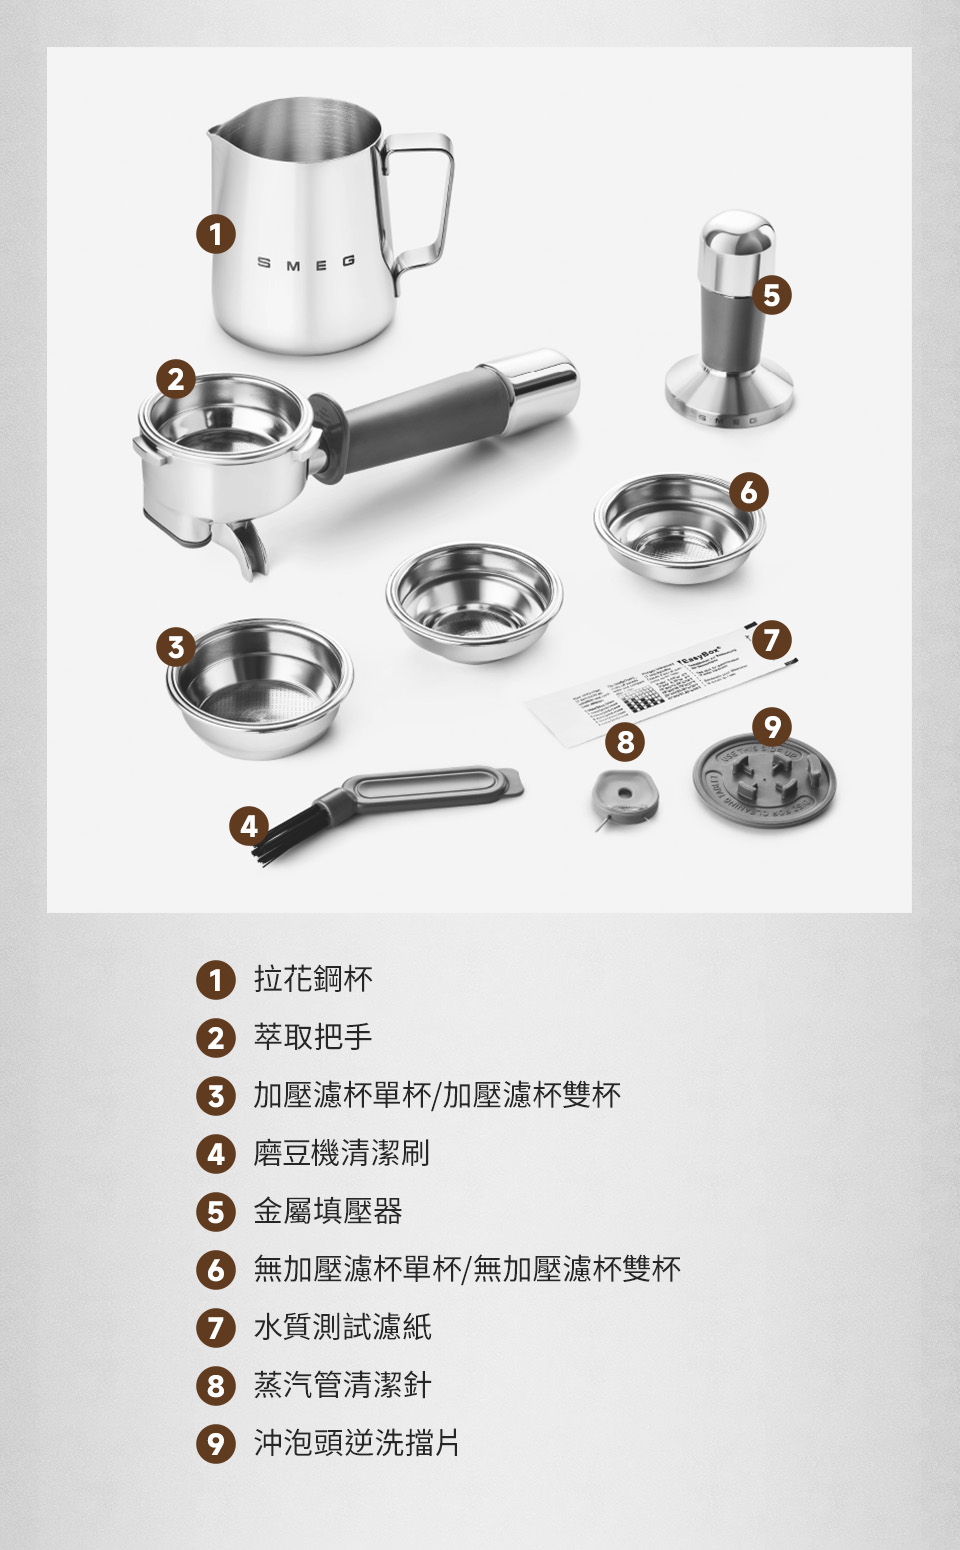 1
SMEG
5
2
SMEG
6
3
7
TEasyBox®
9
8
USE THIS SIDE UP
4
1 拉花鋼杯
2 萃取把手
3 加壓濾杯單杯/加壓濾杯雙杯
4 磨豆機清潔刷
5 金屬填壓器
6 無加壓濾杯單杯/無加壓濾杯雙杯
7 水質測試濾紙
8 蒸汽管清潔針
9 沖泡頭逆洗擋片